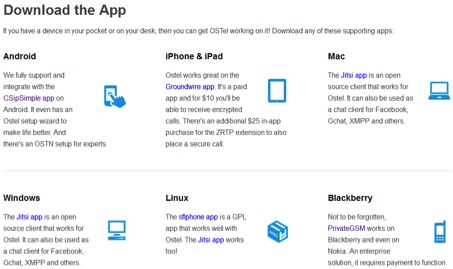 Download the App
If you have a device in your pocket or on your desk, then you can get OSTel working on it! Download any of these supporting apps:
Android
We fully support and
integrate with the
CSipSimple app on
Android. It even has an
Ostel setup wizard to
make life better. And
there's an OSTN setup for experts.
iPhone & iPad
Ostel works great on the
Groundwire app. It's a paid
app and for $10 you'll be
able to receive encrypted
calls. There's an additional $25 in-app
purchase for the ZRTP extension to also
place a secure call.
Mac
The Jitsi app is an open
source client that works for
Ostel. It can also be used as
a chat client for Facebook,
Gchat, XMPP and others.
Windows
The Jitsi app is an open
source client that works for
Ostel. It can also be used as
a chat client for Facebook,
Gchat, XMPP and others.
Linux
The sflphone app is a GPL
app that works well with
Ostel. The Jitsi app works
too!
Blackberry
Not to be forgotten,
PrivateGSM works on
Blackberry and even on
Nokia. An enterprise
solution, it requires payment to function